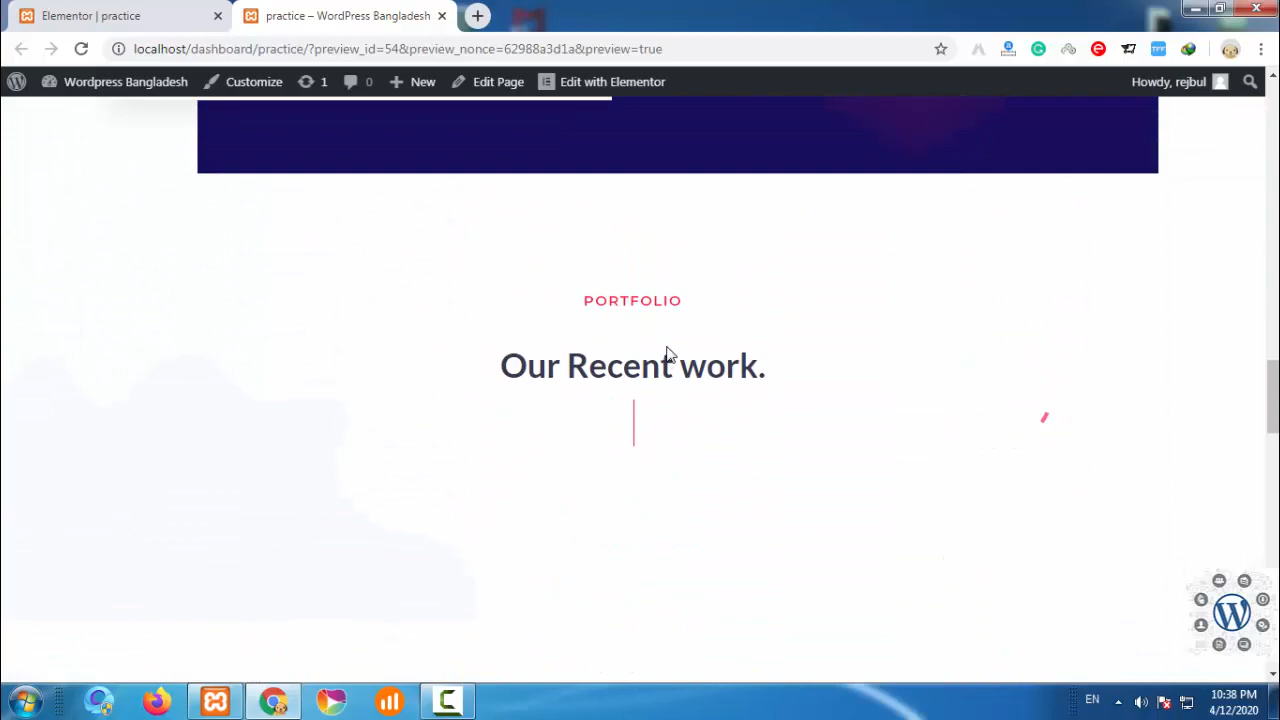 Elementor | practice
practice – WordPress Bangladesh
localhost/dashboard/practice/?preview_id=54&preview_nonce=62988a3d1a&preview=true
Wordpress Bangladesh Customize 1 0 New Edit Page Edit with Elementor Howdy, rejbul
PORTFOLIO
Our Recent work.
EN
10:38 PM
4/12/2020